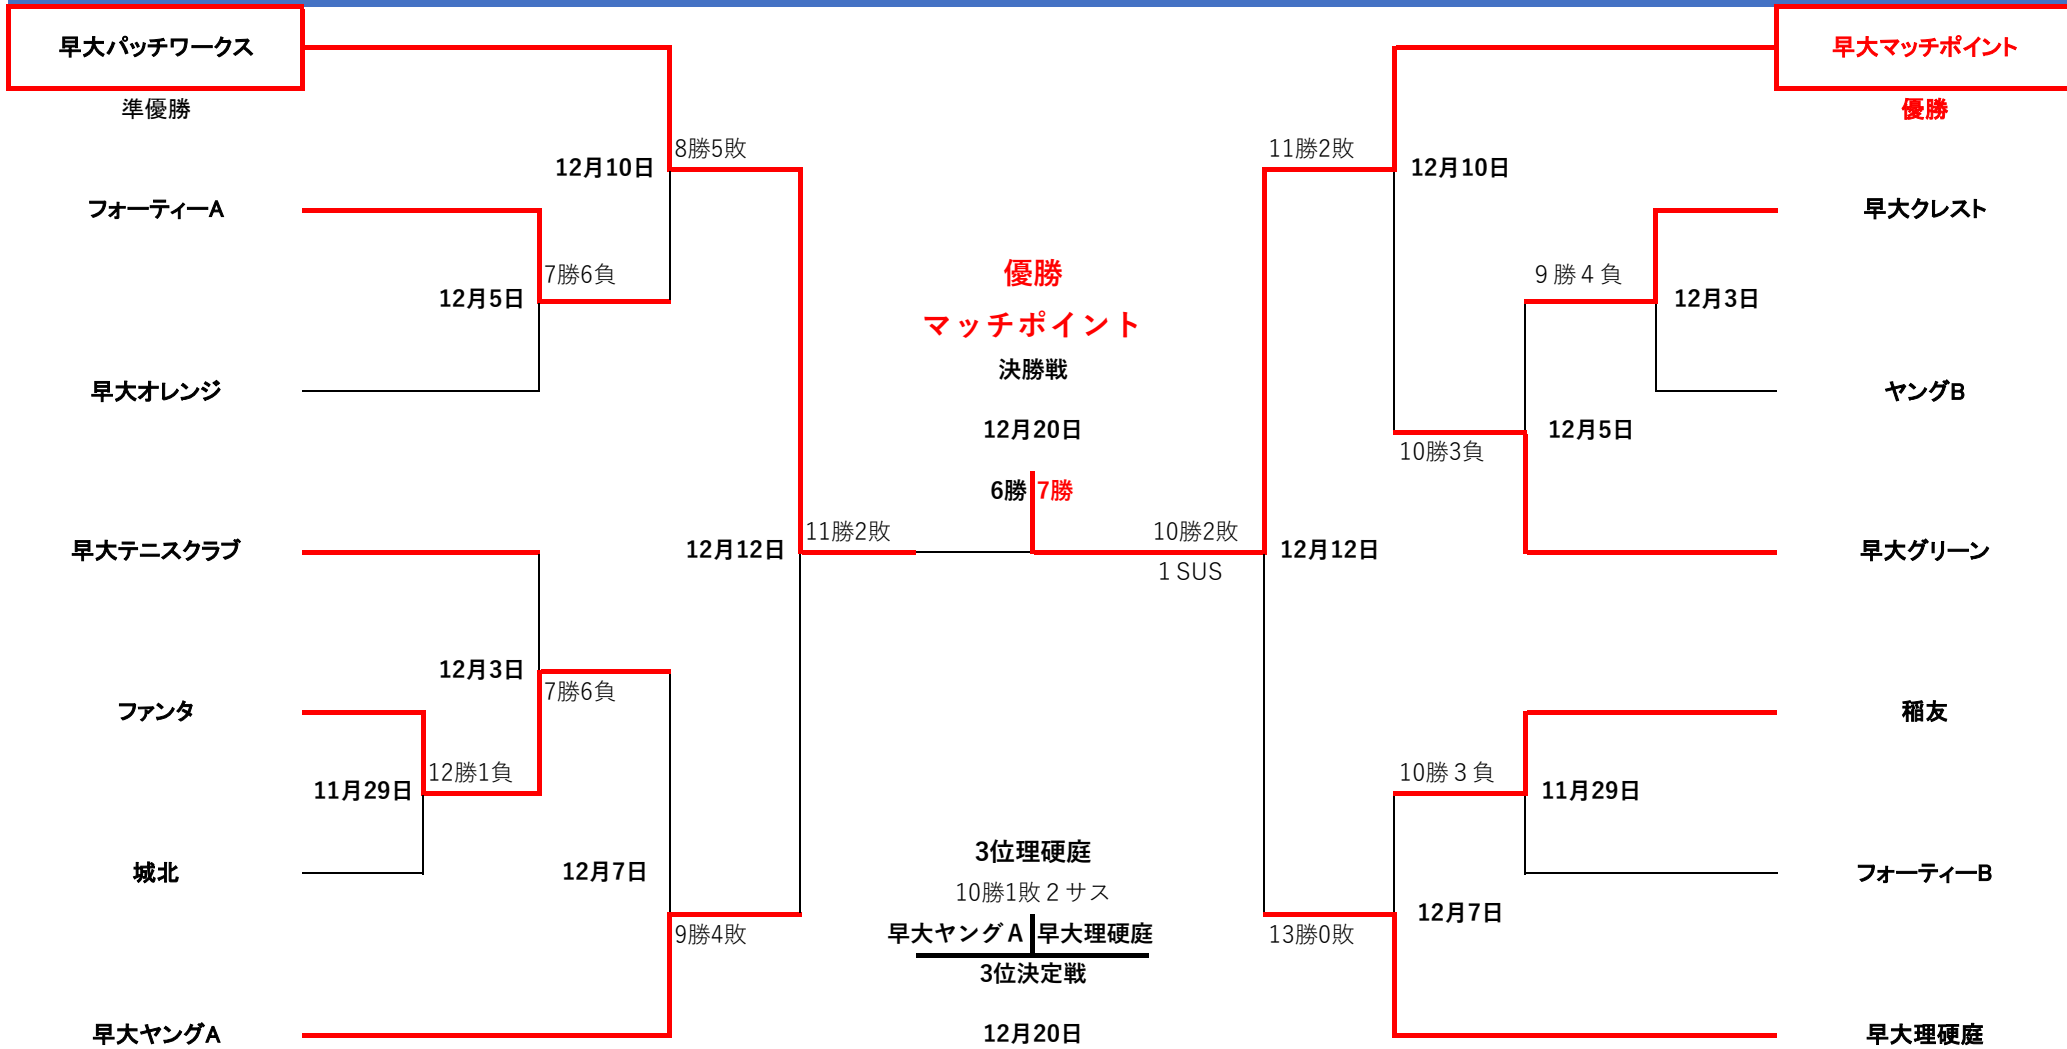 早大パッチワークス
準優勝
12月10日
8勝5敗
フォーティーA
7勝6負
12月5日
早大オレンジ
早大テニスクラブ
12月12日
11勝2敗
12月3日
7勝6負
ファンタ
12勝1負
11月29日
城北
12月7日
9勝4敗
早大ヤングA
優勝
マッチポイント
決勝戦
12月20日
6勝 7勝
3位理硬庭
10勝1敗２サス
早大ヤングA 早大理硬庭
3位決定戦
12月20日
早大マッチポイント
優勝
11勝2敗
12月10日
早大クレスト
9勝４負
12月3日
ヤングB
12月5日
10勝3負
10勝2敗
1 SUS
12月12日
早大グリーン
稲友
10勝３負
11月29日
フォーティーB
12月7日
13勝0敗
早大理硬庭